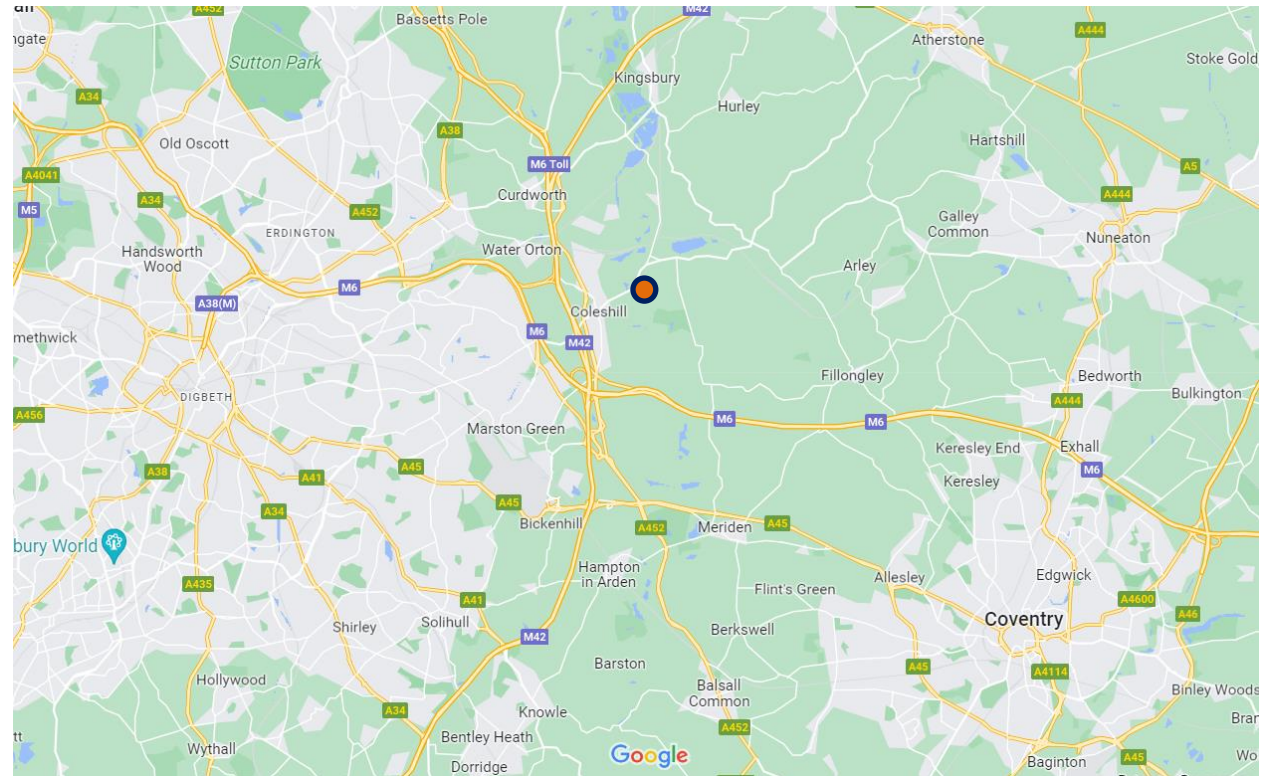 all
A452
Bassetts Pole
M42
Atherstone
A444
ngate
Sutton Park
Stoke Gold
Kingsbury
A34
Hurley
A38
Old Oscott
Hartshill
M6 Toll
A5
A4041
Curdworth
A444
A34
M5
A452
Galley
Common
ERDINGTON
Nuneaton
Handsworth
Wood
Water Orton
Arley
M6
A38(M)
Coleshill
methwick
M6
M42
Fillongley
Bedworth
DIGBETH
Bulkington
A444
A456
M6
M6
Marston Green
Keresley End
Exhall
A38
A45
M6
A41
Keresley
A45
A34
Bickenhill
A452
Meriden
A45
bury World
Hampton
in Arden
Edgwick
Allesley
A435
Flint's Green
A41
A4600
A46
Solihull
Coventry
Shirley
M42
Berkswell
Barston
A45
A4114
Hollywood
Balsall
Common
Binley Woods
A34
Knowle
Bran
A452
Bentley Heath
tt
Wythall
Google
Wo
A45
Dorridge
Baginton